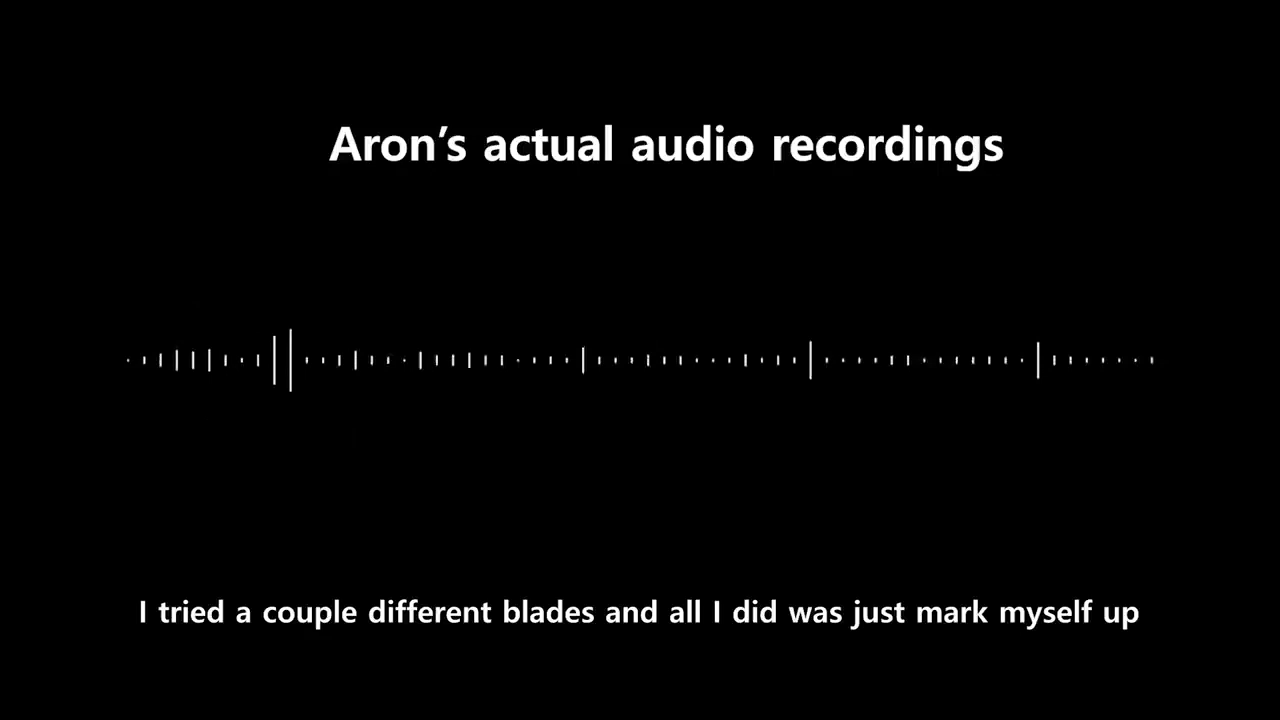 Aron’s actual audio recordings
I tried a couple different blades and all I did was just mark myself up